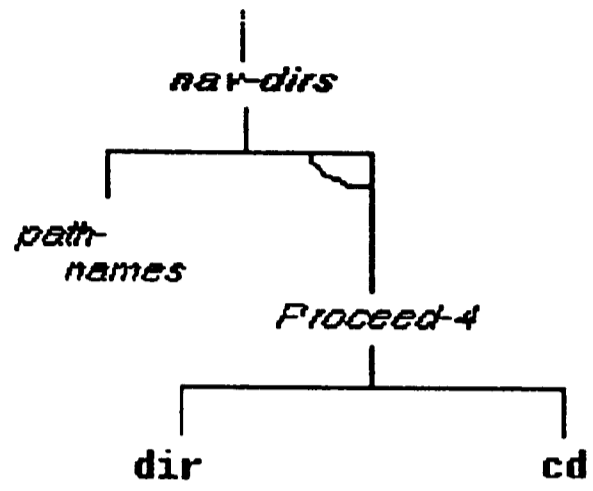 nav-dirs
path-
names
Proceed-4
dir
cd